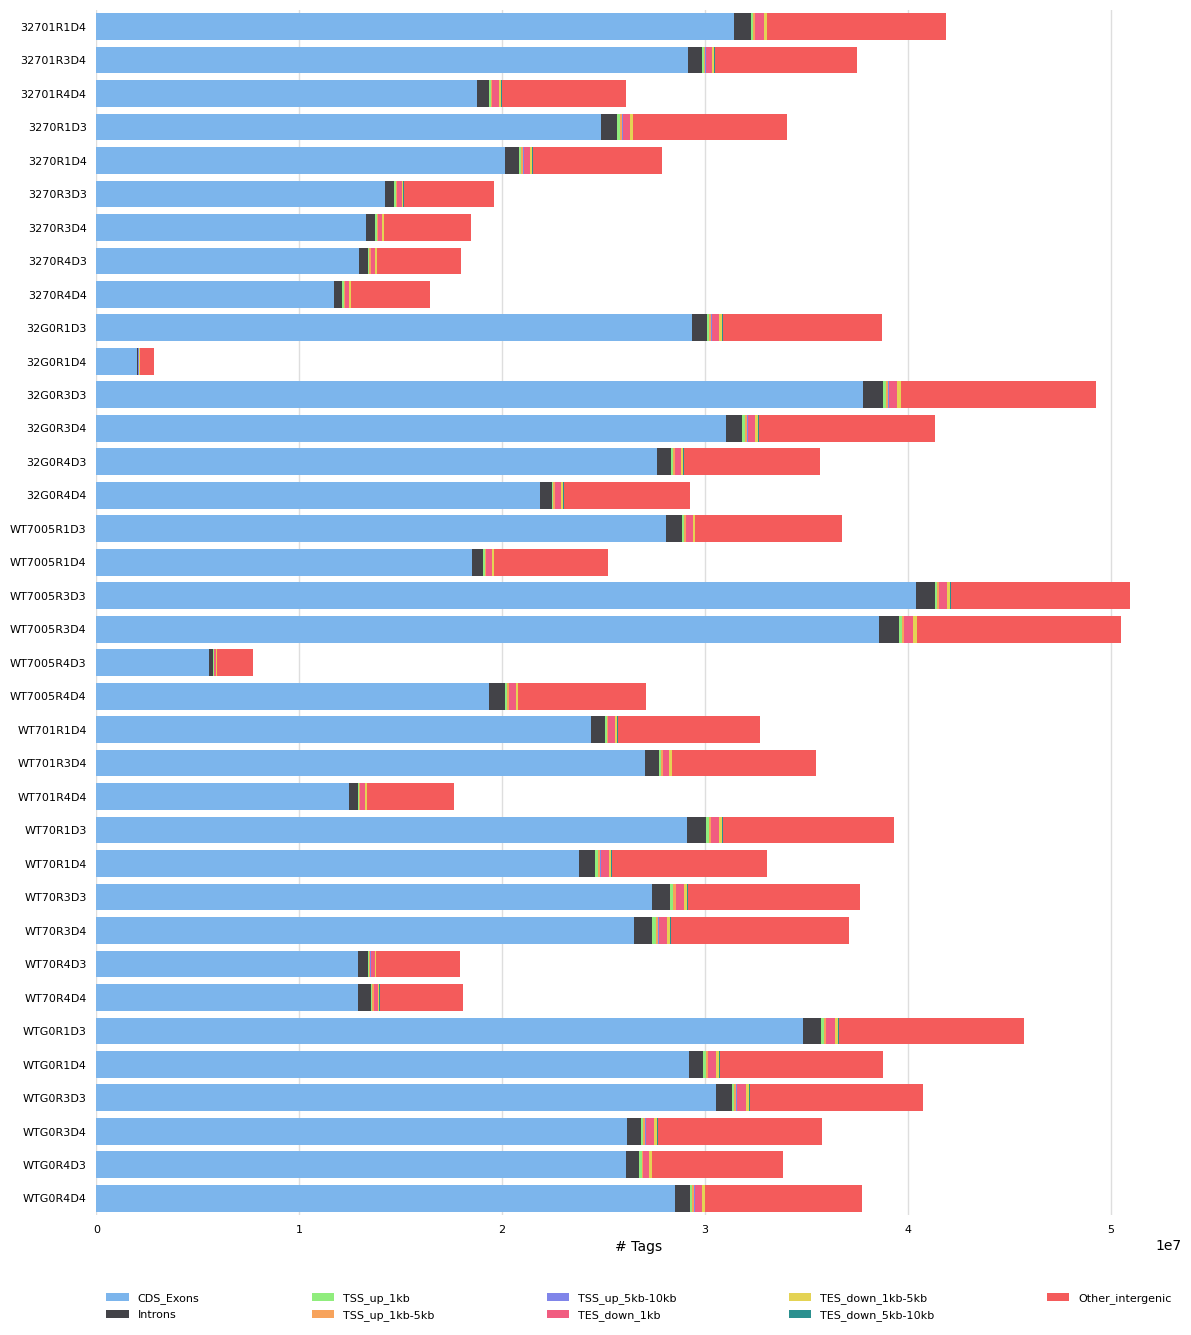 32701R1D4
32701R3D4
32701R4D4
3270R1D3
3270R1D4
3270R3D3
3270R3D4
3270R4D3
3270R4D4
32G0R1D3
32G0R1D4
32G0R3D3
32G0R3D4
32G0R4D3
32G0R4D4
WT7005R1D3
WT7005R1D4
WT7005R3D3
WT7005R3D4
WT7005R4D3
WT7005R4D4
WT701R1D4
WT701R3D4
WT701R4D4
WT70R1D3
WT70R1D4
WT70R3D3
WT70R3D4
WT70R4D3
WT70R4D4
WTG0R1D3
WTG0R1D4
WTG0R3D3
WTG0R3D4
WTG0R4D3
WTG0R4D4
0 1 2 3 4 5
# Tags
1e7
CDS_Exons TSS_up_1kb TSS_up_5kb-10kb TES_down_1kb-5kb Other_intergenic
Introns TSS_up_1kb-5kb TES_down_1kb TES_down_5kb-10kb